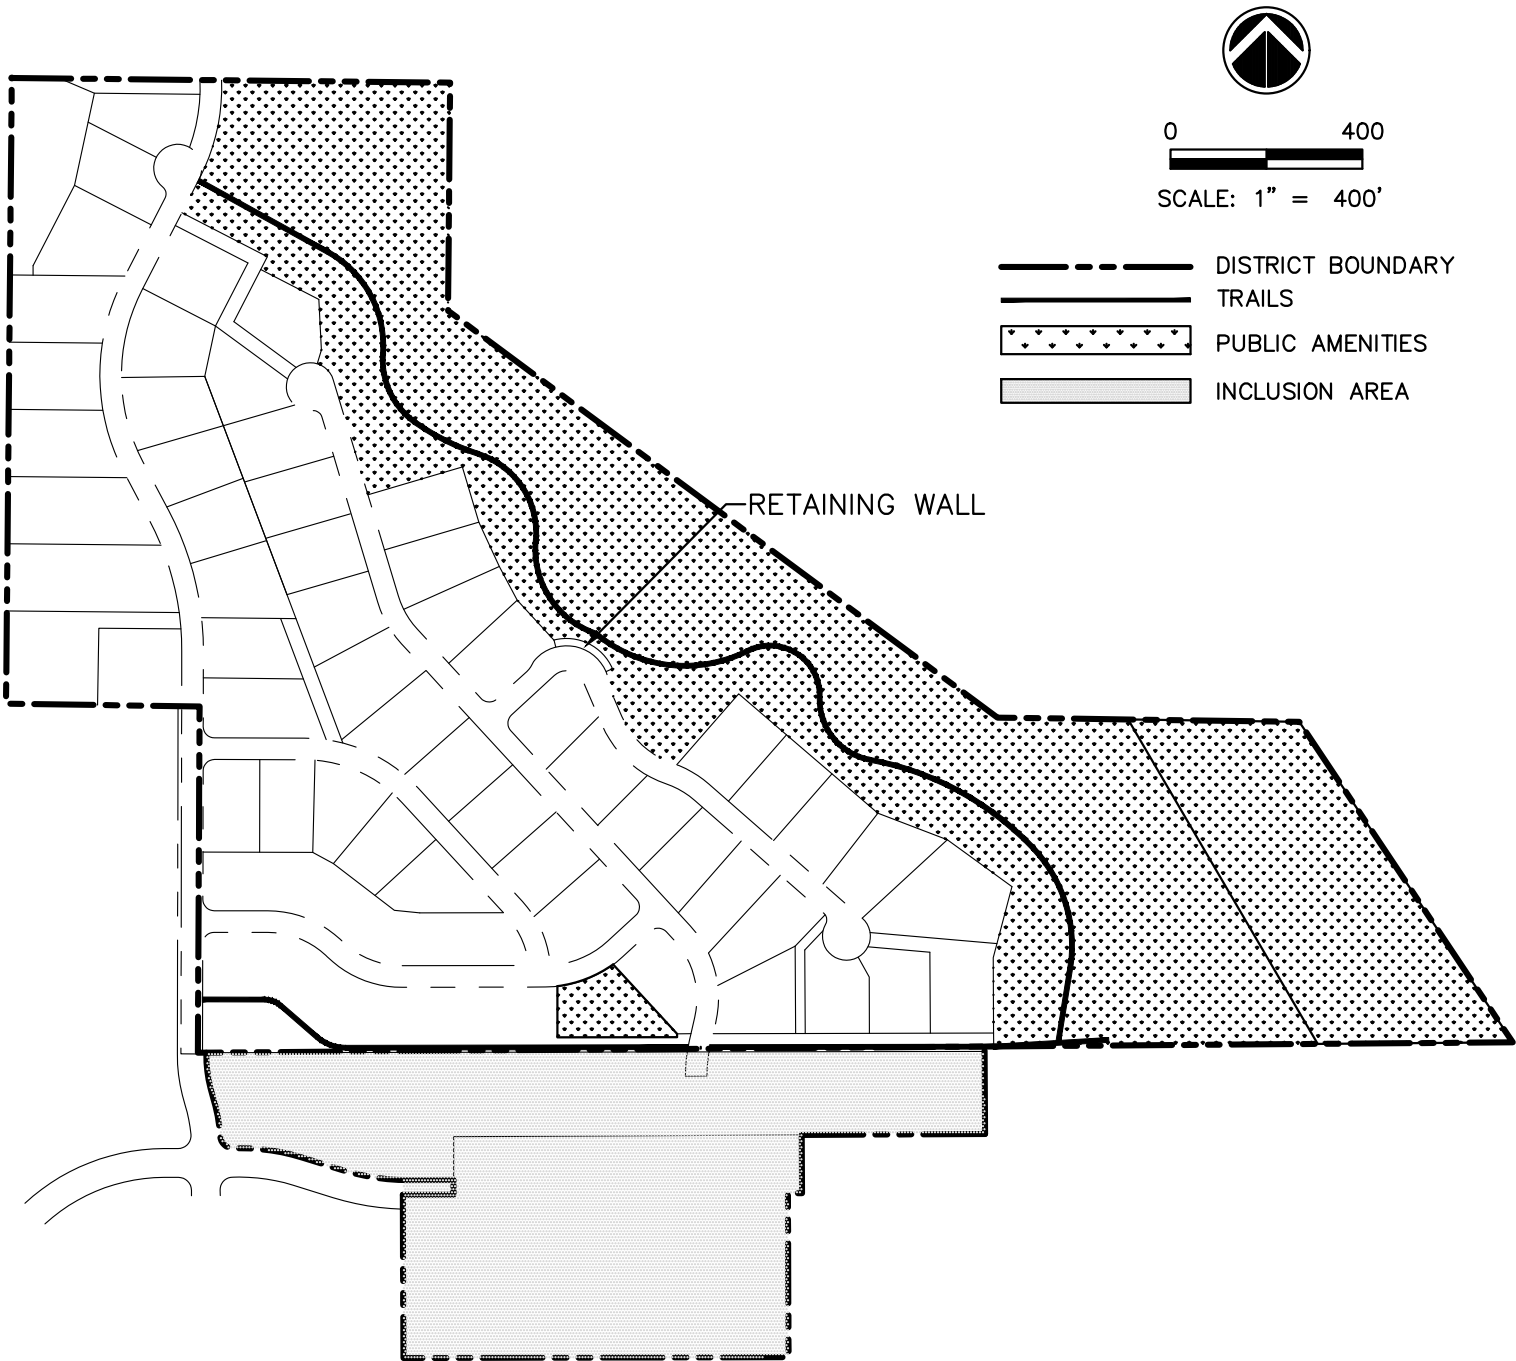 0 400
SCALE: 1" = 400'
DISTRICT BOUNDARY
TRAILS
PUBLIC AMENITIES
INCLUSION AREA
RETAINING WALL